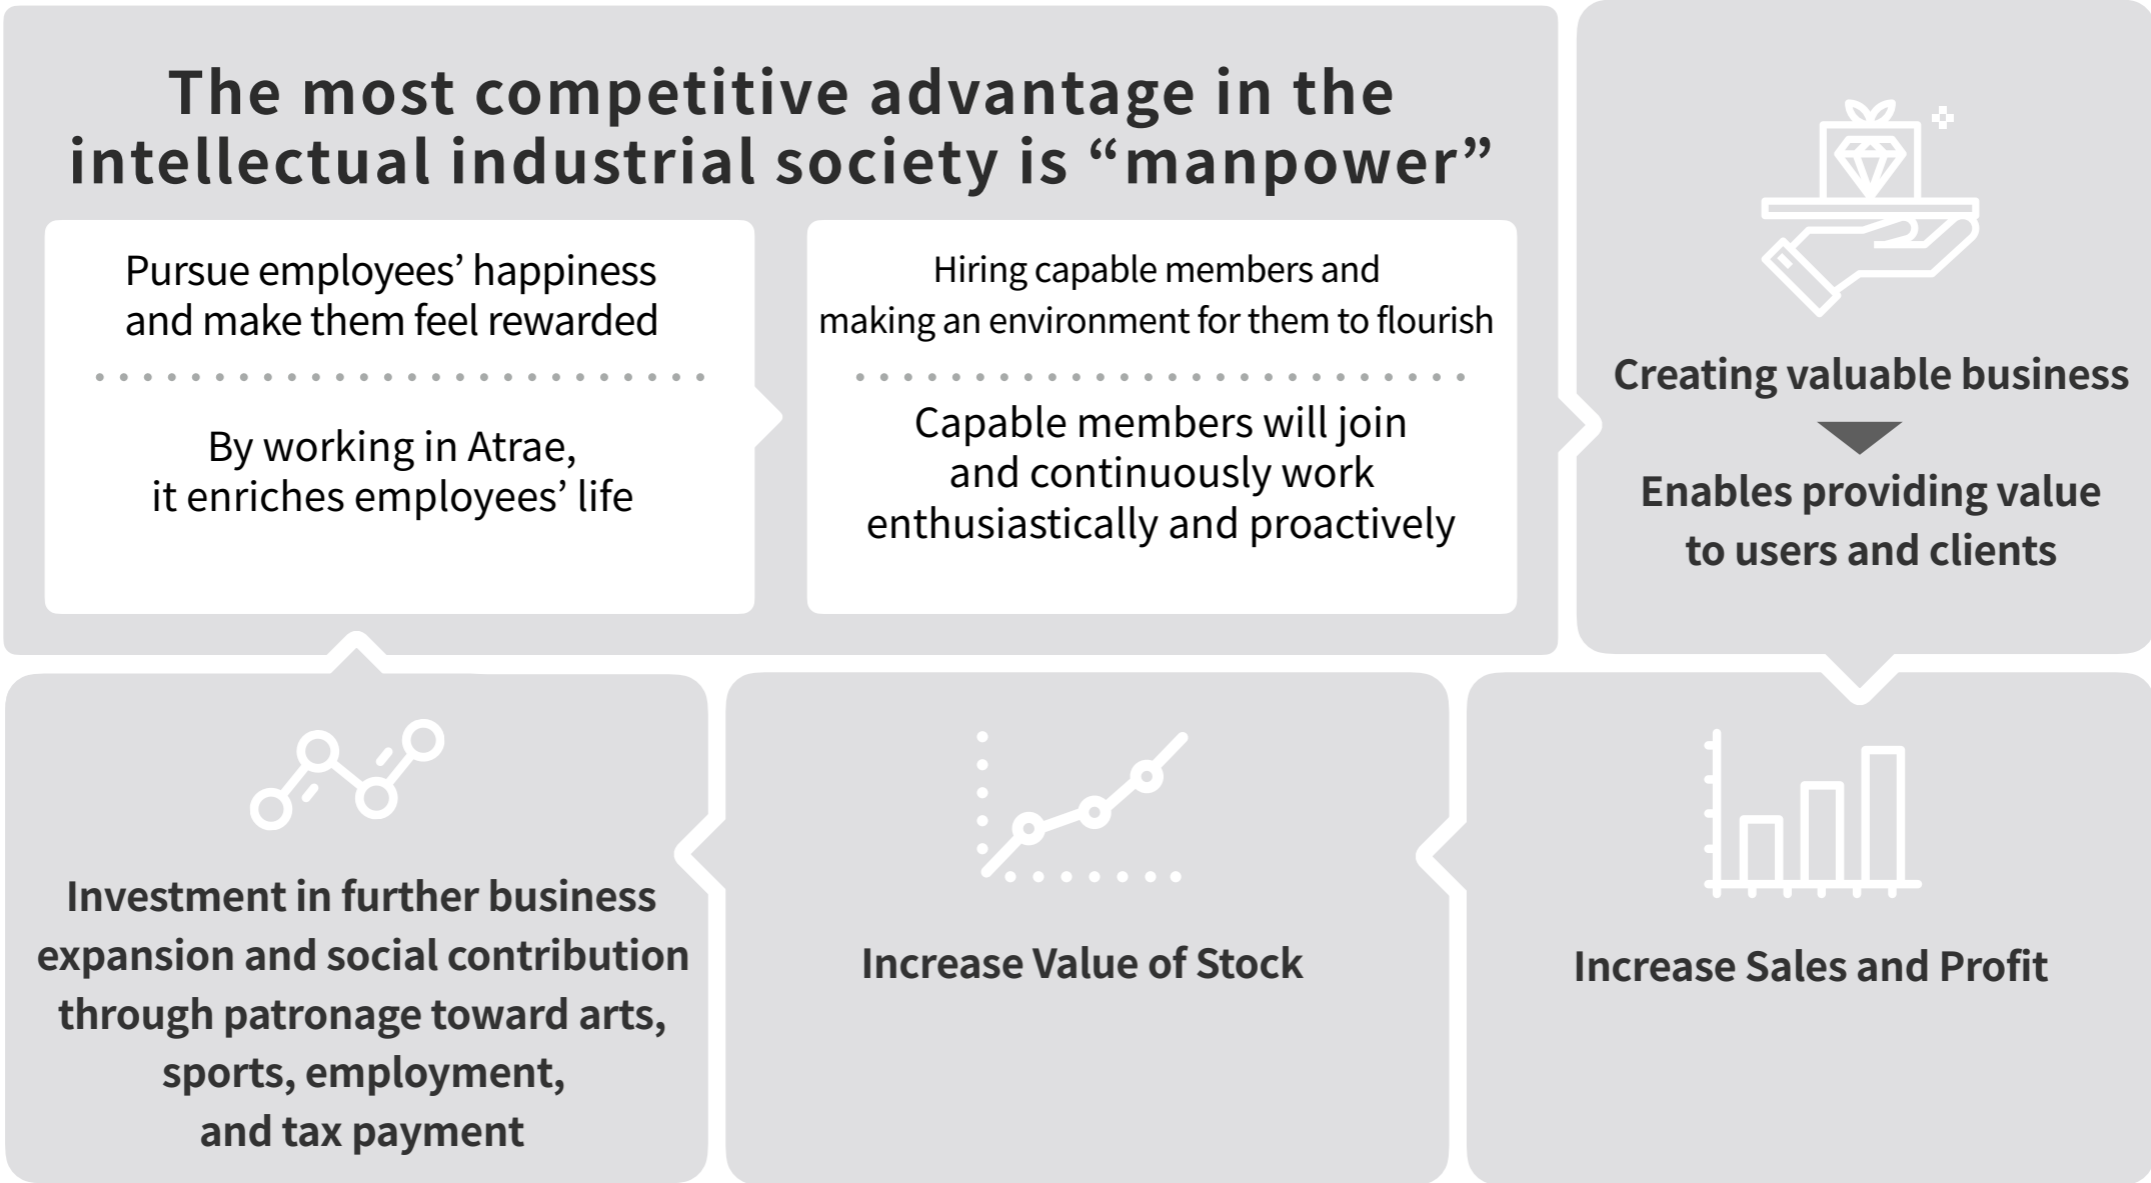 The most competitive advantage in the
intellectual industrial society is “manpower”
Pursue employees’ happiness
and make them feel rewarded
By working in Atrae,
it enriches employees’ life
Hiring capable members and
making an environment for them to flourish
Capable members will join
and continuously work
enthusiastically and proactively
Creating valuable business
Enables providing value
to users and clients
Increase Sales and Profit
Increase Value of Stock
Investment in further business
expansion and social contribution
through patronage toward arts,
sports, employment,
and tax payment